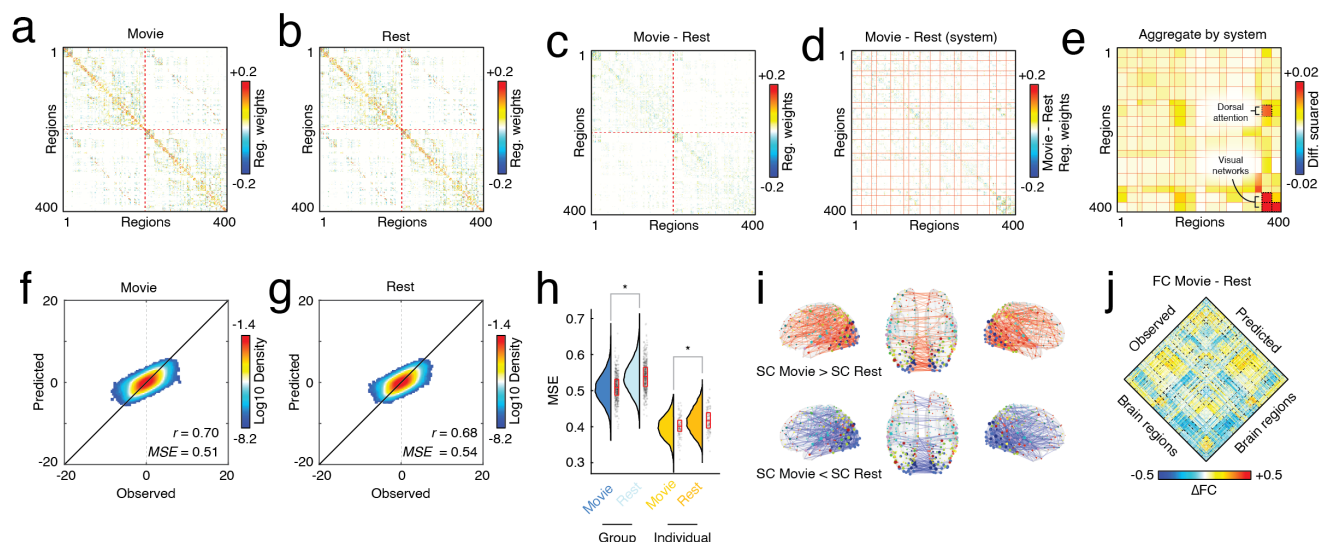 a
Movie
1
Regions
400
1
Regions
400
+0.2
Reg. weights
-0.2
b
Rest
1
Regions
400
1
Regions
400
+0.2
Reg. weights
-0.2
c
Movie - Rest
1
Regions
400
1
Regions
400
+0.2
Reg. weights
-0.2
d
Movie - Rest (system)
1
Regions
400
1
Regions
400
+0.2
Movie - Rest
Reg. weights
-0.2
e
Aggregate by system
1
Regions
400
1
Regions
400
Dorsal
attention
Visual
networks
+0.02
Diff. squared
-0.02
f
Movie
20
Predicted
0
-20
-20
0
20
Observed
r = 0.70
MSE = 0.51
-1.4
Log10 Density
-8.2
g
Rest
20
Predicted
0
-20
-20
0
20
Observed
r = 0.68
MSE = 0.54
-1.4
Log10 Density
-8.2
h
0.7
0.6
0.5
0.4
0.3
MSE
*
*
Movie
Rest
Movie
Rest
Group
Individual
i
SC Movie > SC Rest
SC Movie < SC Rest
j
FC Movie - Rest
Observed
Predicted
Brain regions
Brain regions
-0.5
+0.5
ΔFC